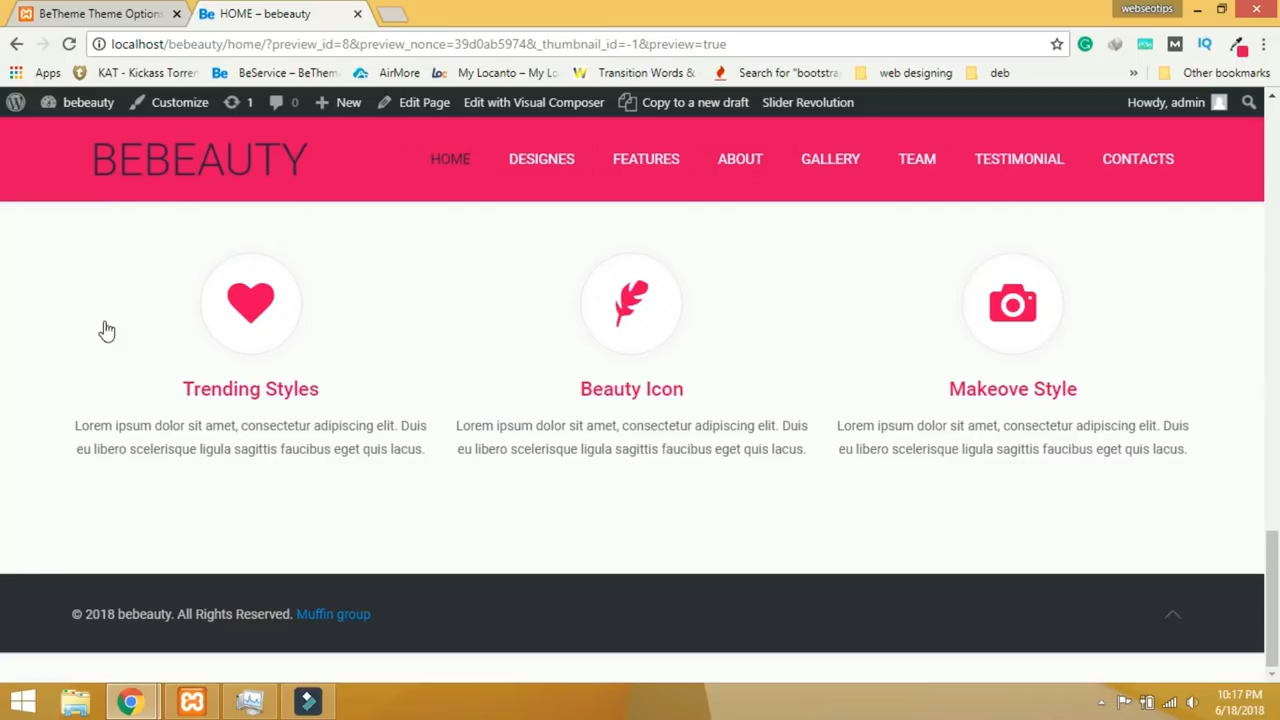 BeTheme Theme Options
Be HOME – bebeauty
webseotips
localhost/bebeauty/home/?preview_id=8&preview_nonce=39d0ab5974&_thumbnail_id=-1&preview=true
M
IQ
Apps
KAT - Kickass Torren
Be BeService – BeThem
AirMore
Loc My Locanto – My Lo
Transition Words &
Search for "bootstra
web designing
deb
»
Other bookmarks
bebeauty
Customize
1
0
New
Edit Page
Edit with Visual Composer
Copy to a new draft
Slider Revolution
Howdy, admin
BEBEAUTY
HOME
DESIGNES
FEATURES
ABOUT
GALLERY
TEAM
TESTIMONIAL
CONTACTS
Trending Styles
Lorem ipsum dolor sit amet, consectetur adipiscing elit. Duis
eu libero scelerisque ligula sagittis faucibus eget quis lacus.
Beauty Icon
Lorem ipsum dolor sit amet, consectetur adipiscing elit. Duis
eu libero scelerisque ligula sagittis faucibus eget quis lacus.
Makeove Style
Lorem ipsum dolor sit amet, consectetur adipiscing elit. Duis
eu libero scelerisque ligula sagittis faucibus eget quis lacus.
© 2018 bebeauty. All Rights Reserved. Muffin group
10:17 PM
6/18/2018